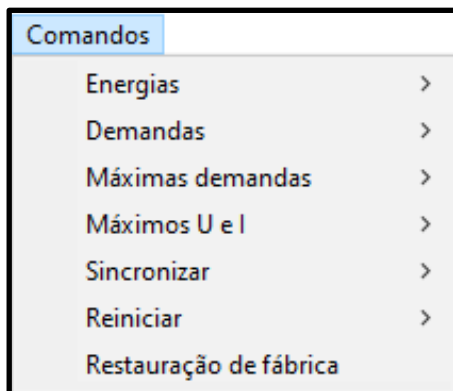 Comandos
Energias
Demandas
Máximas demandas
Máximos U e I
Sincronizar
Reiniciar
Restauração de fábrica